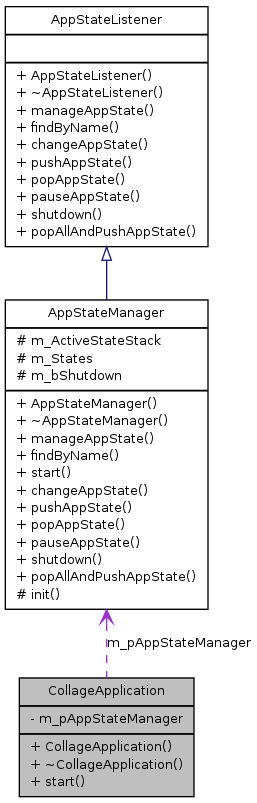 AppStateListener
+ AppStateListener()
+ ~AppStateListener()
+ manageAppState()
+ findByName()
+ changeAppState()
+ pushAppState()
+ popAppState()
+ pauseAppState()
+ shutdown()
+ popAllAndPushAppState()
AppStateManager
# m_ActiveStateStack
# m_States
# m_bShutdown
+ AppStateManager()
+ ~AppStateManager()
+ manageAppState()
+ findByName()
+ start()
+ changeAppState()
+ pushAppState()
+ popAppState()
+ pauseAppState()
+ shutdown()
+ popAllAndPushAppState()
# init()
m_pAppStateManager
CollageApplication
- m_pAppStateManager
+ CollageApplication()
+ ~CollageApplication()
+ start()